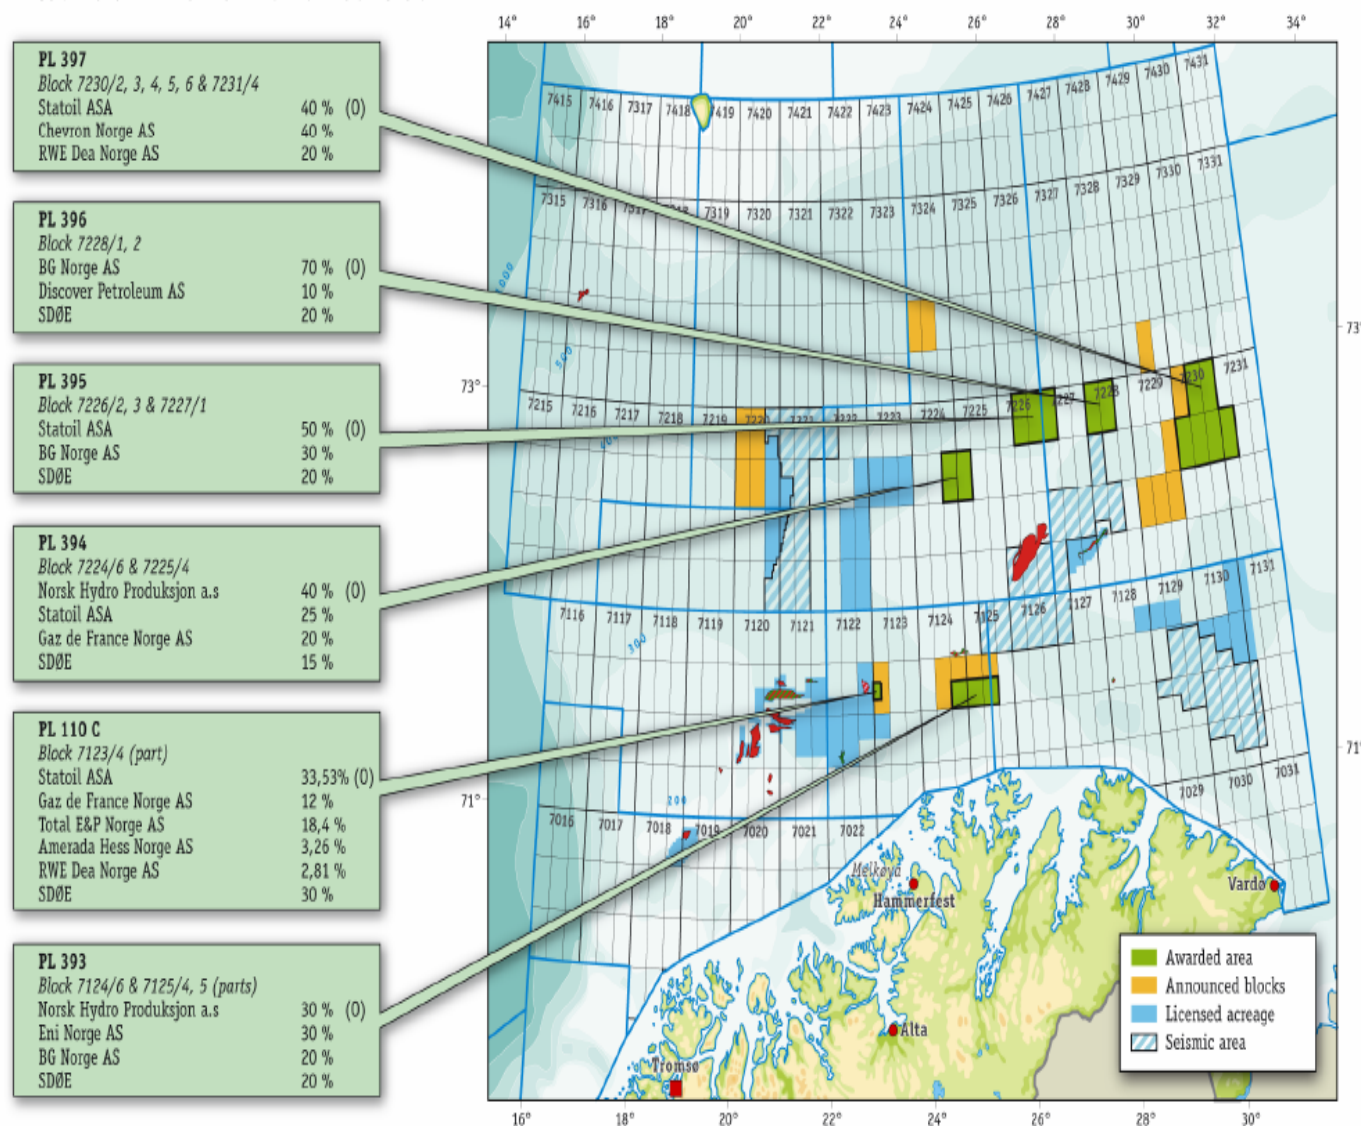 PL 397
Block 7230/2, 3, 4, 5, 6 & 7231/4
Statoil ASA 40 % (O)
Chevron Norge AS 40 %
RWE Dea Norge AS 20 %
PL 396
Block 7228/1, 2
BG Norge AS 70 % (O)
Discover Petroleum AS 10 %
SDØE 20 %
PL 395
Block 7226/2, 3 & 7227/1
Statoil ASA 50 % (O)
BG Norge AS 30 %
SDØE 20 %
PL 394
Block 7224/6 & 7225/4
Norsk Hydro Produksjon a.s 40 % (O)
Statoil ASA 25 %
Gaz de France Norge AS 20 %
SDØE 15 %
PL 110 C
Block 7123/4 (part)
Statoil ASA 33,53% (O)
Gaz de France Norge AS 12 %
Total E&P Norge AS 18,4 %
Amerada Hess Norge AS 3,26 %
RWE Dea Norge AS 2,81 %
SDØE 30 %
PL 393
Block 7124/6 & 7125/4, 5 (parts)
Norsk Hydro Produksjon a.s 30 % (O)
Eni Norge AS 30 %
BG Norge AS 20 %
SDØE 20 %
14° 16° 18° 20° 22° 24° 26° 28° 30° 32° 34°
7415 7416 7317 7418 7419 7420 7421 7422 7423 7424 7425 7426 7427 7428 7429 7430 7431
7315 7316 7317 7318 7319 7320 7321 7322 7323 7324 7325 7326 7327 7328 7329 7330 7331
500
73°
73°
7215 7216 7217 7218 7219 7220 7221 7222 7223 7224 7225 7226 7227 7228 7229 7230 7231
7116 7117 7118 7119 7120 7121 7122 7123 7124 7125 7126 7127 7128 7129 7130 7131
300
71°
71°
200
7016 7017 7018 7019 7020 7021 7022 7029 7030 7031
Melkøya
Hammerfest
Vardø
Alta
Tromsø
Awarded area
Announced blocks
Licensed acreage
Seismic area
16° 18° 20° 22° 24° 26° 28° 30°